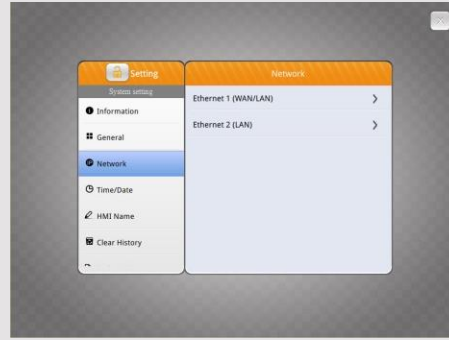 Setting
System setting
Information
General
Network
Time/Date
HMI Name
Clear History
Network
Ethernet 1 (WAN/LAN)
Ethernet 2 (LAN)